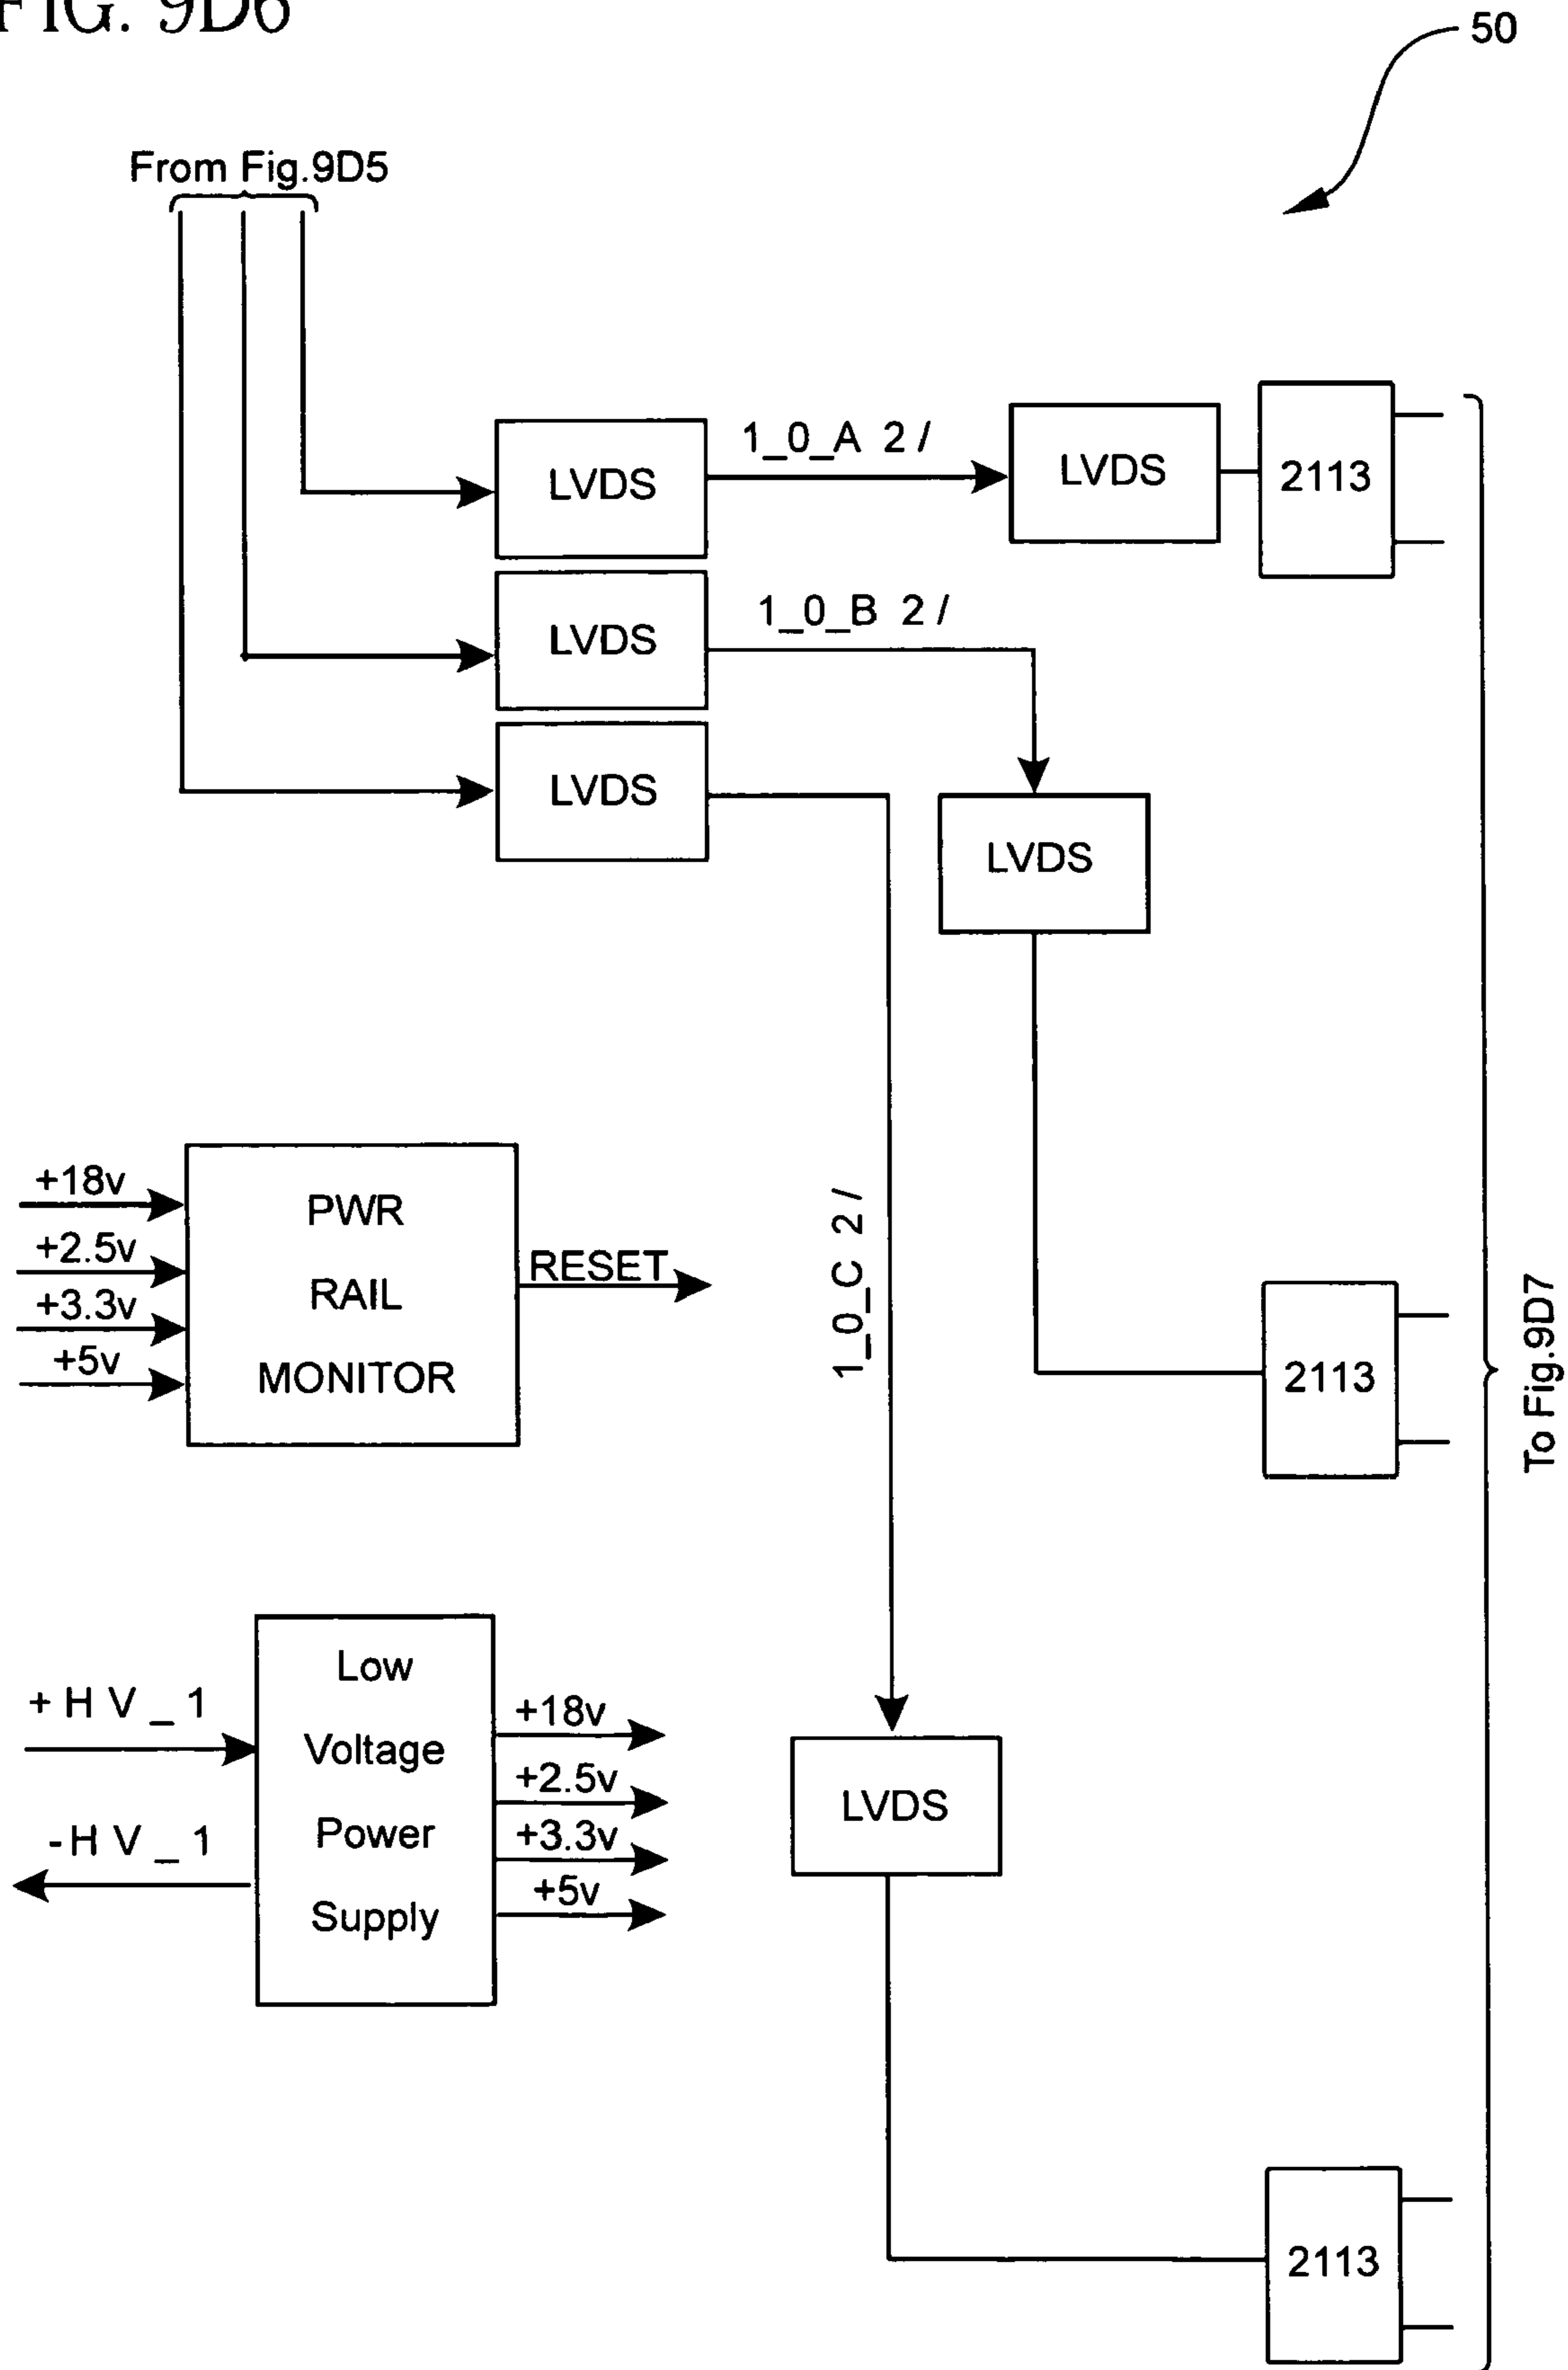 FIG. 9D6
50
From Fig.9D5
LVDS
1_0_A 2 /
LVDS
2113
LVDS
1_0_B 2 /
LVDS
LVDS
1_0_C 2 /
+18v
+2.5v
+3.3v
+5v
PWR
RAIL
MONITOR
RESET
2113
To Fig.9D7
+ H V _ 1
- H V _ 1
Low
Voltage
Power
Supply
+18v
+2.5v
+3.3v
+5v
LVDS
2113